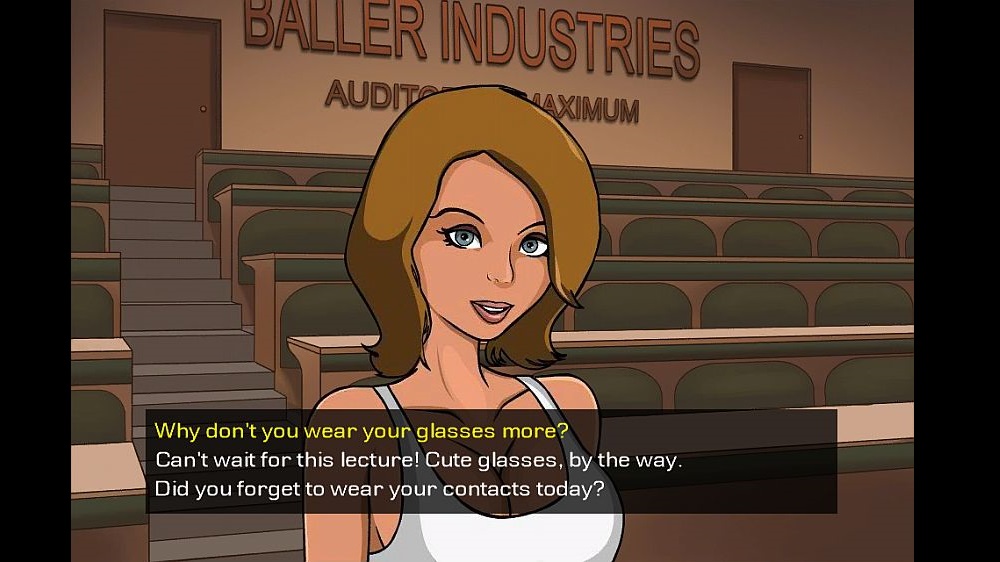 BALLER INDUSTRIES
MAXIMUM
Why don't you wear your glasses more?
Can't wait for this lecture! Cute glasses, by the way.
Did you forget to wear your contacts today?